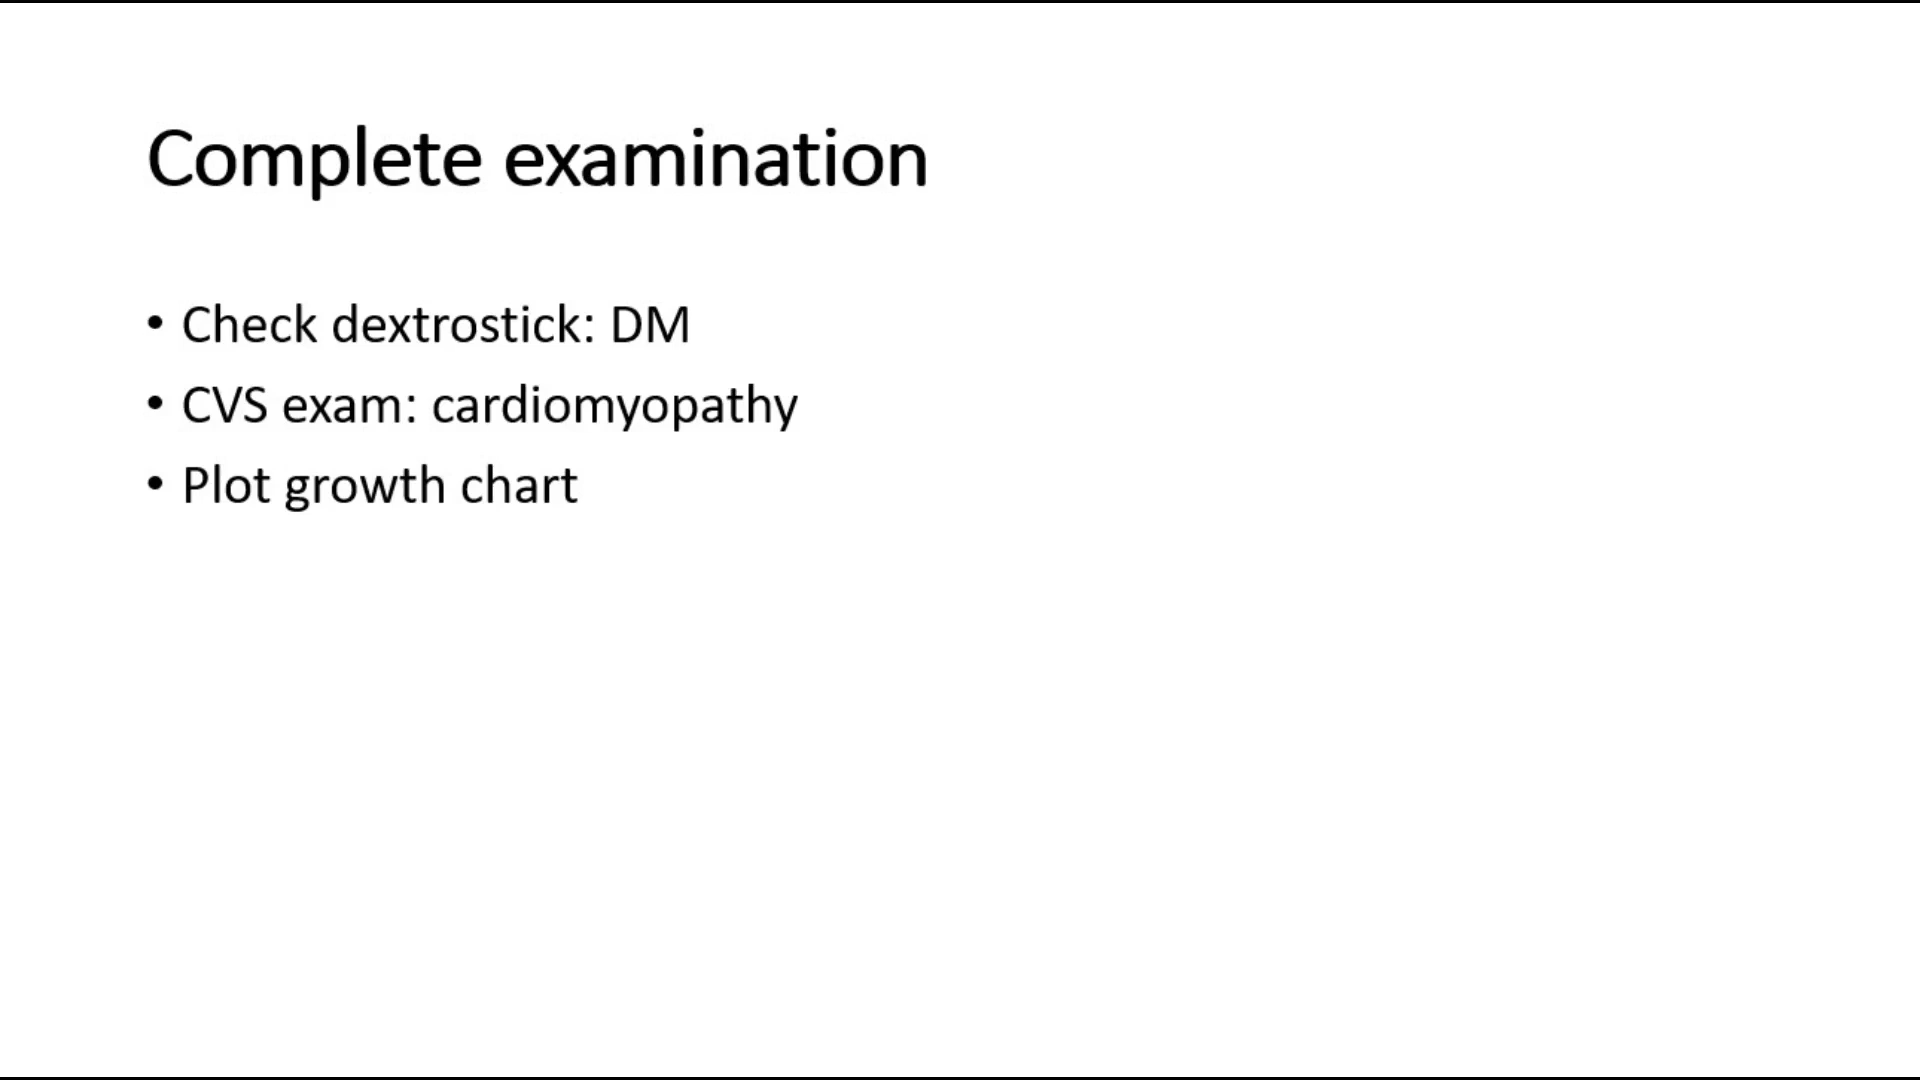 Complete examination
• Check dextrostick: DM
• CVS exam: cardiomyopathy
• Plot growth chart